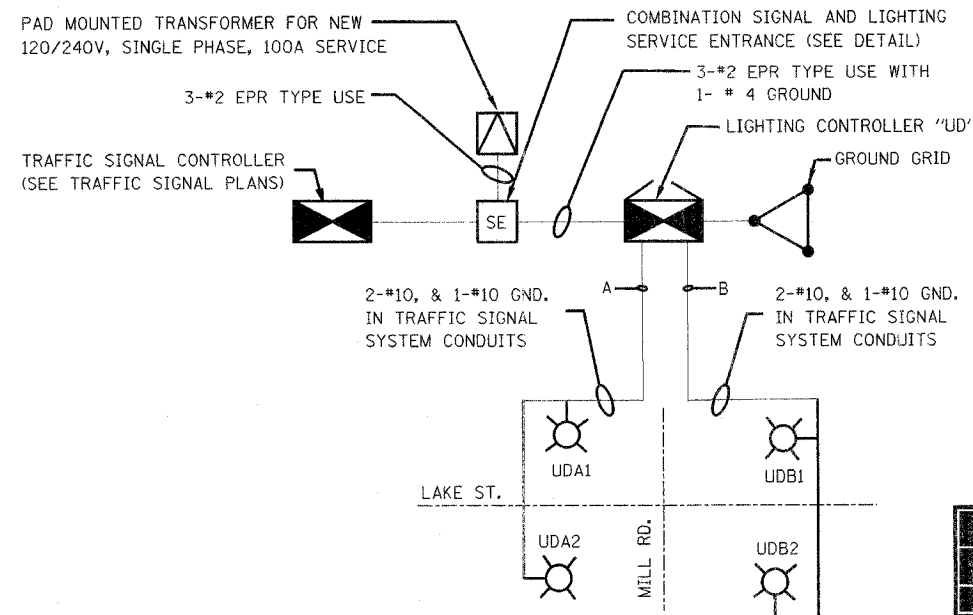 PAD MOUNTED TRANSFORMER FOR NEW
120/240V, SINGLE PHASE, 100A SERVICE
COMBINATION SIGNAL AND LIGHTING
SERVICE ENTRANCE (SEE DETAIL)
3-#2 EPR TYPE USE
3-#2 EPR TYPE USE WITH
1- # 4 GROUND
LIGHTING CONTROLLER "UD"
TRAFFIC SIGNAL CONTROLLER
(SEE TRAFFIC SIGNAL PLANS)
GROUND GRID
SE
A
B
2-#10, & 1-#10 GND.
IN TRAFFIC SIGNAL
SYSTEM CONDUITS
2-#10, & 1-#10 GND.
IN TRAFFIC SIGNAL
SYSTEM CONDUITS
UDA1
UDB1
LAKE ST.
MILL RD.
UDA2
UDB2